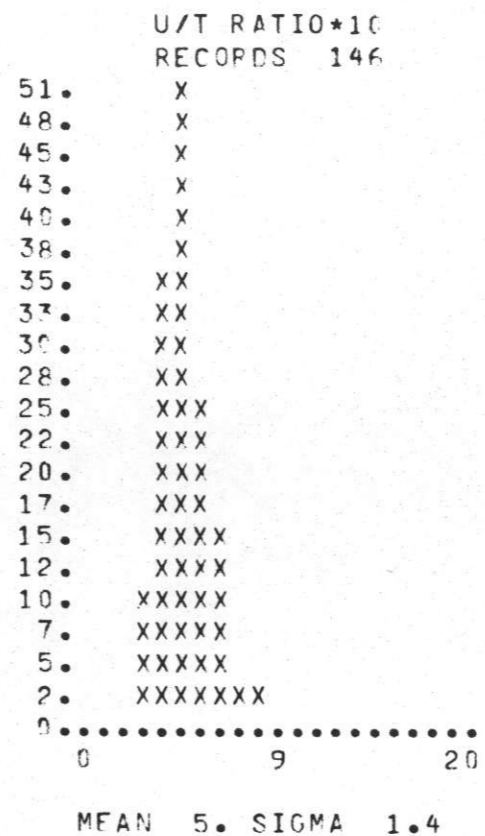 U/T RATIO*10
RECORDS 146
51. X
48. X
45. X
43. X
40. X
38. X
35. XX
33. XX
30. XX
28. XX
25. XXX
22. XXX
20. XXX
17. XXX
15. XXXX
12. XXXX
10. XXXXX
7. XXXXX
5. XXXXX
2. XXXXXXX
0.....................
0 9 20
MEAN 5. SIGMA 1.4